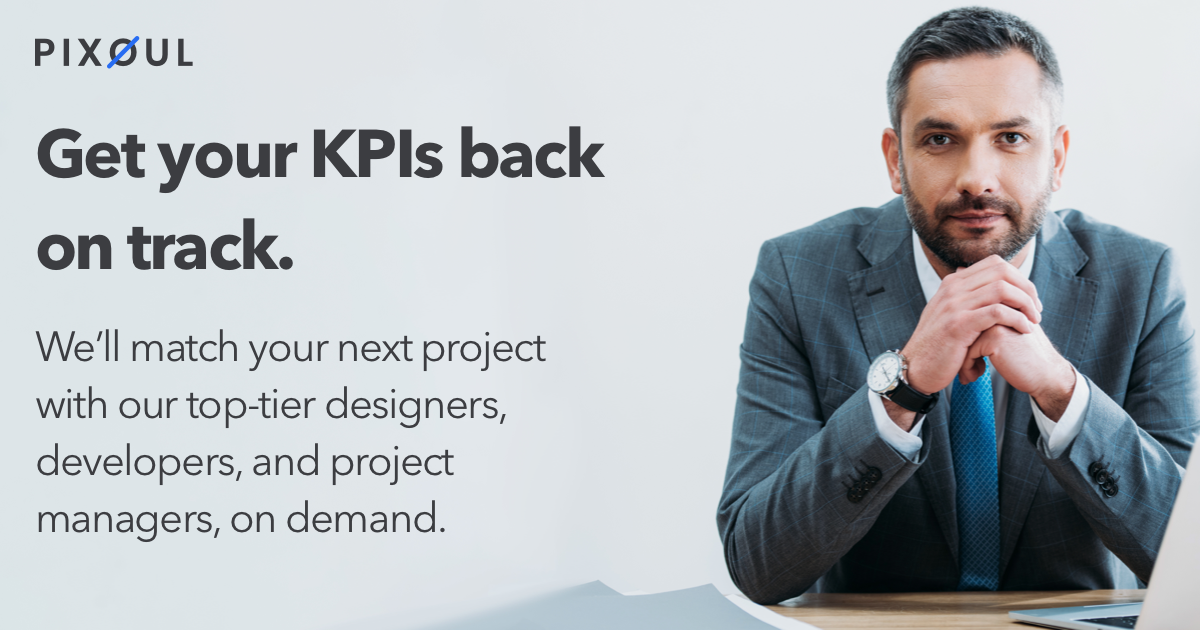 PIXOUL
Get your KPIs back
on track.
We’ll match your next project
with our top-tier designers,
developers, and project
managers, on demand.